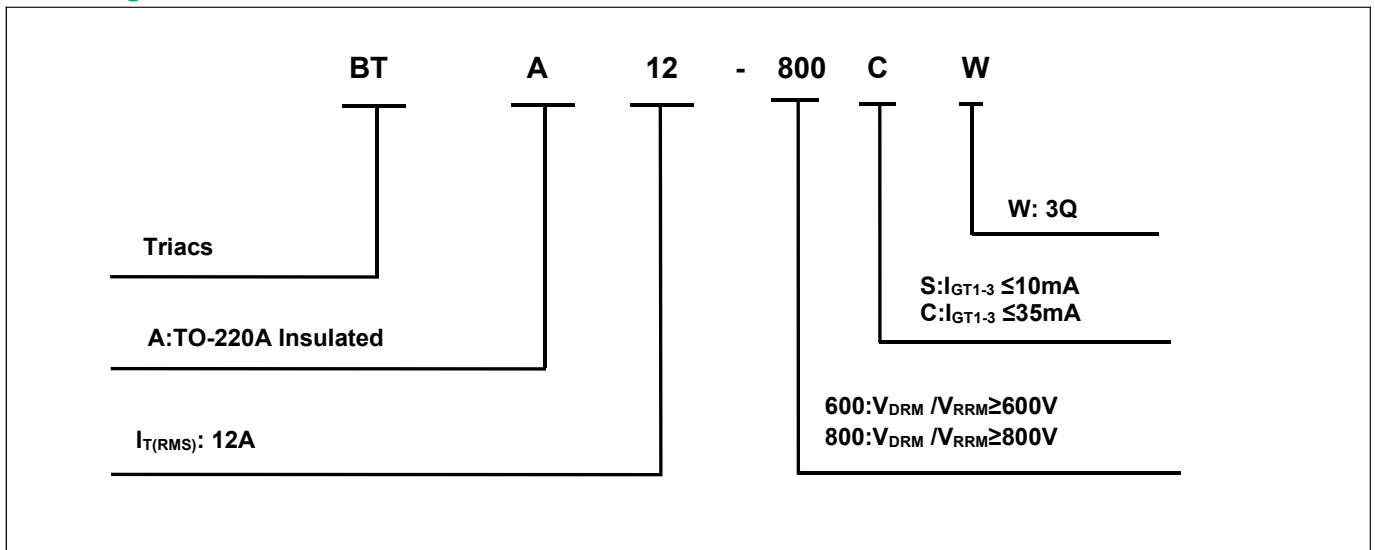 BT A 12 - 800 C W
W: 3Q
Triacs
S:IGT1-3 ≤10mA
C:IGT1-3 ≤35mA
A:TO-220A Insulated
600:VDRM /VRRM≥600V
800:VDRM /VRRM≥800V
IT(RMS): 12A